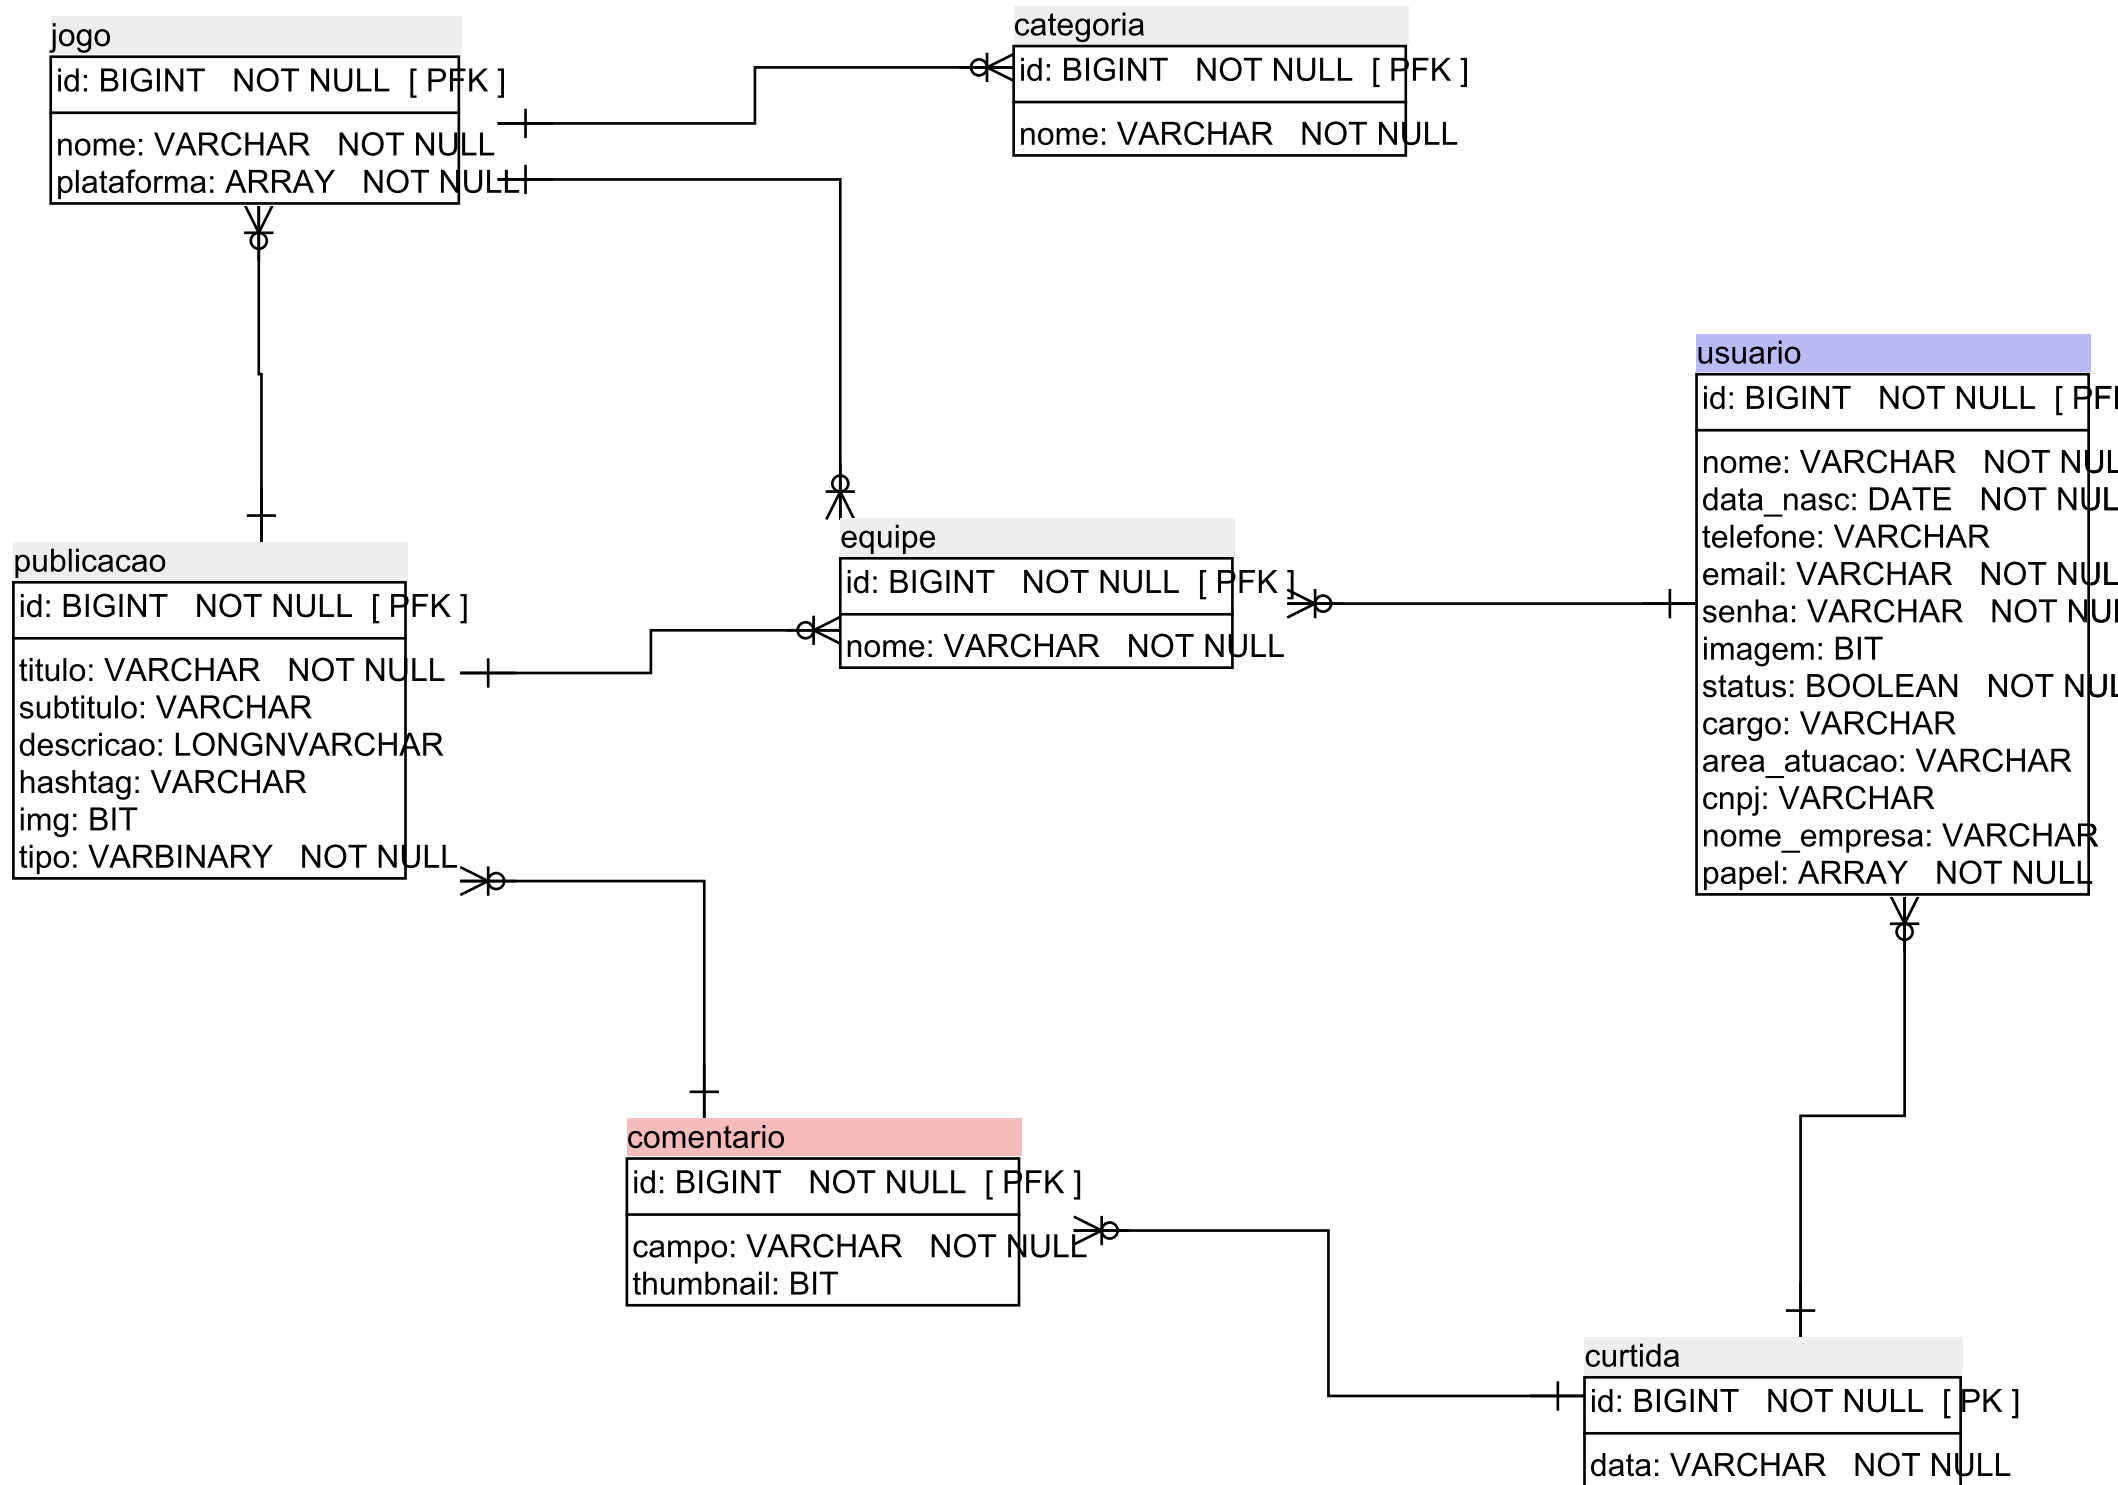 jogo
id: BIGINT NOT NULL [ PFK ]
nome: VARCHAR NOT NULL
plataforma: ARRAY NOT NULL
categoria
id: BIGINT NOT NULL [ PFK ]
nome: VARCHAR NOT NULL
usuario
id: BIGINT NOT NULL [
nome: VARCHAR NOT
data_nasc: DATE NOT
telefone: VARCHAR
email: VARCHAR NOT
senha: VARCHAR NOT
imagem: BIT
status: BOOLEAN NOT
cargo: VARCHAR
area_atuacao: VARCHAR
cnpj: VARCHAR
nome_empresa: VARCHAR
papel: ARRAY NOT NULL
equipe
id: BIGINT NOT NULL [ PFK ]
nome: VARCHAR NOT NULL
publicacao
id: BIGINT NOT NULL [ PFK ]
titulo: VARCHAR NOT NULL
subtitulo: VARCHAR
descricao: LONGNVARCHAR
hashtag: VARCHAR
img: BIT
tipo: VARBINARY NOT NULL
comentario
id: BIGINT NOT NULL [ PFK ]
campo: VARCHAR NOT NULL
thumbnail: BIT
curtida
id: BIGINT NOT NULL [ PK ]
data: VARCHAR NOT NULL